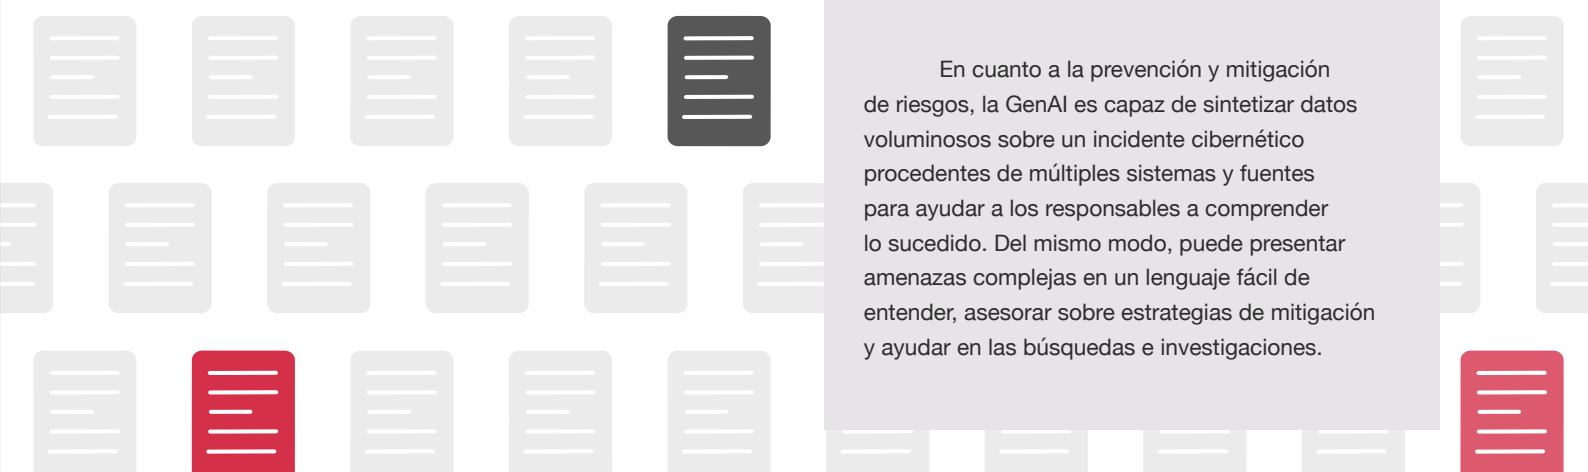 En cuanto a la prevención y mitigación
de riesgos, la GenAI es capaz de sintetizar datos
voluminosos sobre un incidente cibernético
procedentes de múltiples sistemas y fuentes
para ayudar a los responsables a comprender
lo sucedido. Del mismo modo, puede presentar
amenazas complejas en un lenguaje fácil de
entender, asesorar sobre estrategias de mitigación
y ayudar en las búsquedas e investigaciones.